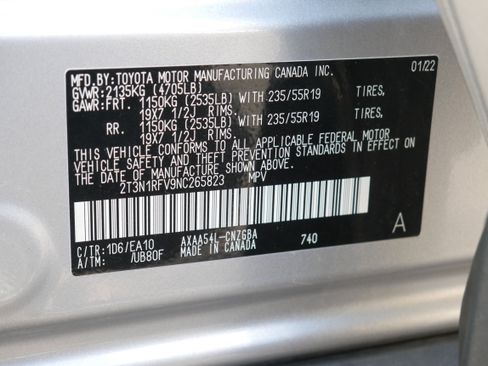 MFD.BY:TOYOTA MOTOR MANUFACTURING CANADA INC. 01/22
GVWR:2135KG (4705LB)
GAWR:FRT. 1150KG (2535LB) WITH 235/55R19 TIRES,
19X7 1/2J RIMS.
RR. 1150KG (2535LB) WITH 235/55R19 TIRES,
19X7 1/2J RIMS.
THIS VEHICLE CONFORMS TO ALL APPLICABLE FEDERAL MOTOR
VEHICLE SAFETY AND THEFT PREVENTION STANDARDS IN EFFECT
ON THE DATE OF MANUFACTURE SHOWN ABOVE.
2T3N1RFV9NC265823 MPV
C/TR:1D6/EA10 AXAA54L-CNZGBA 740 A
A/TM: /UB80F MADE IN CANADA